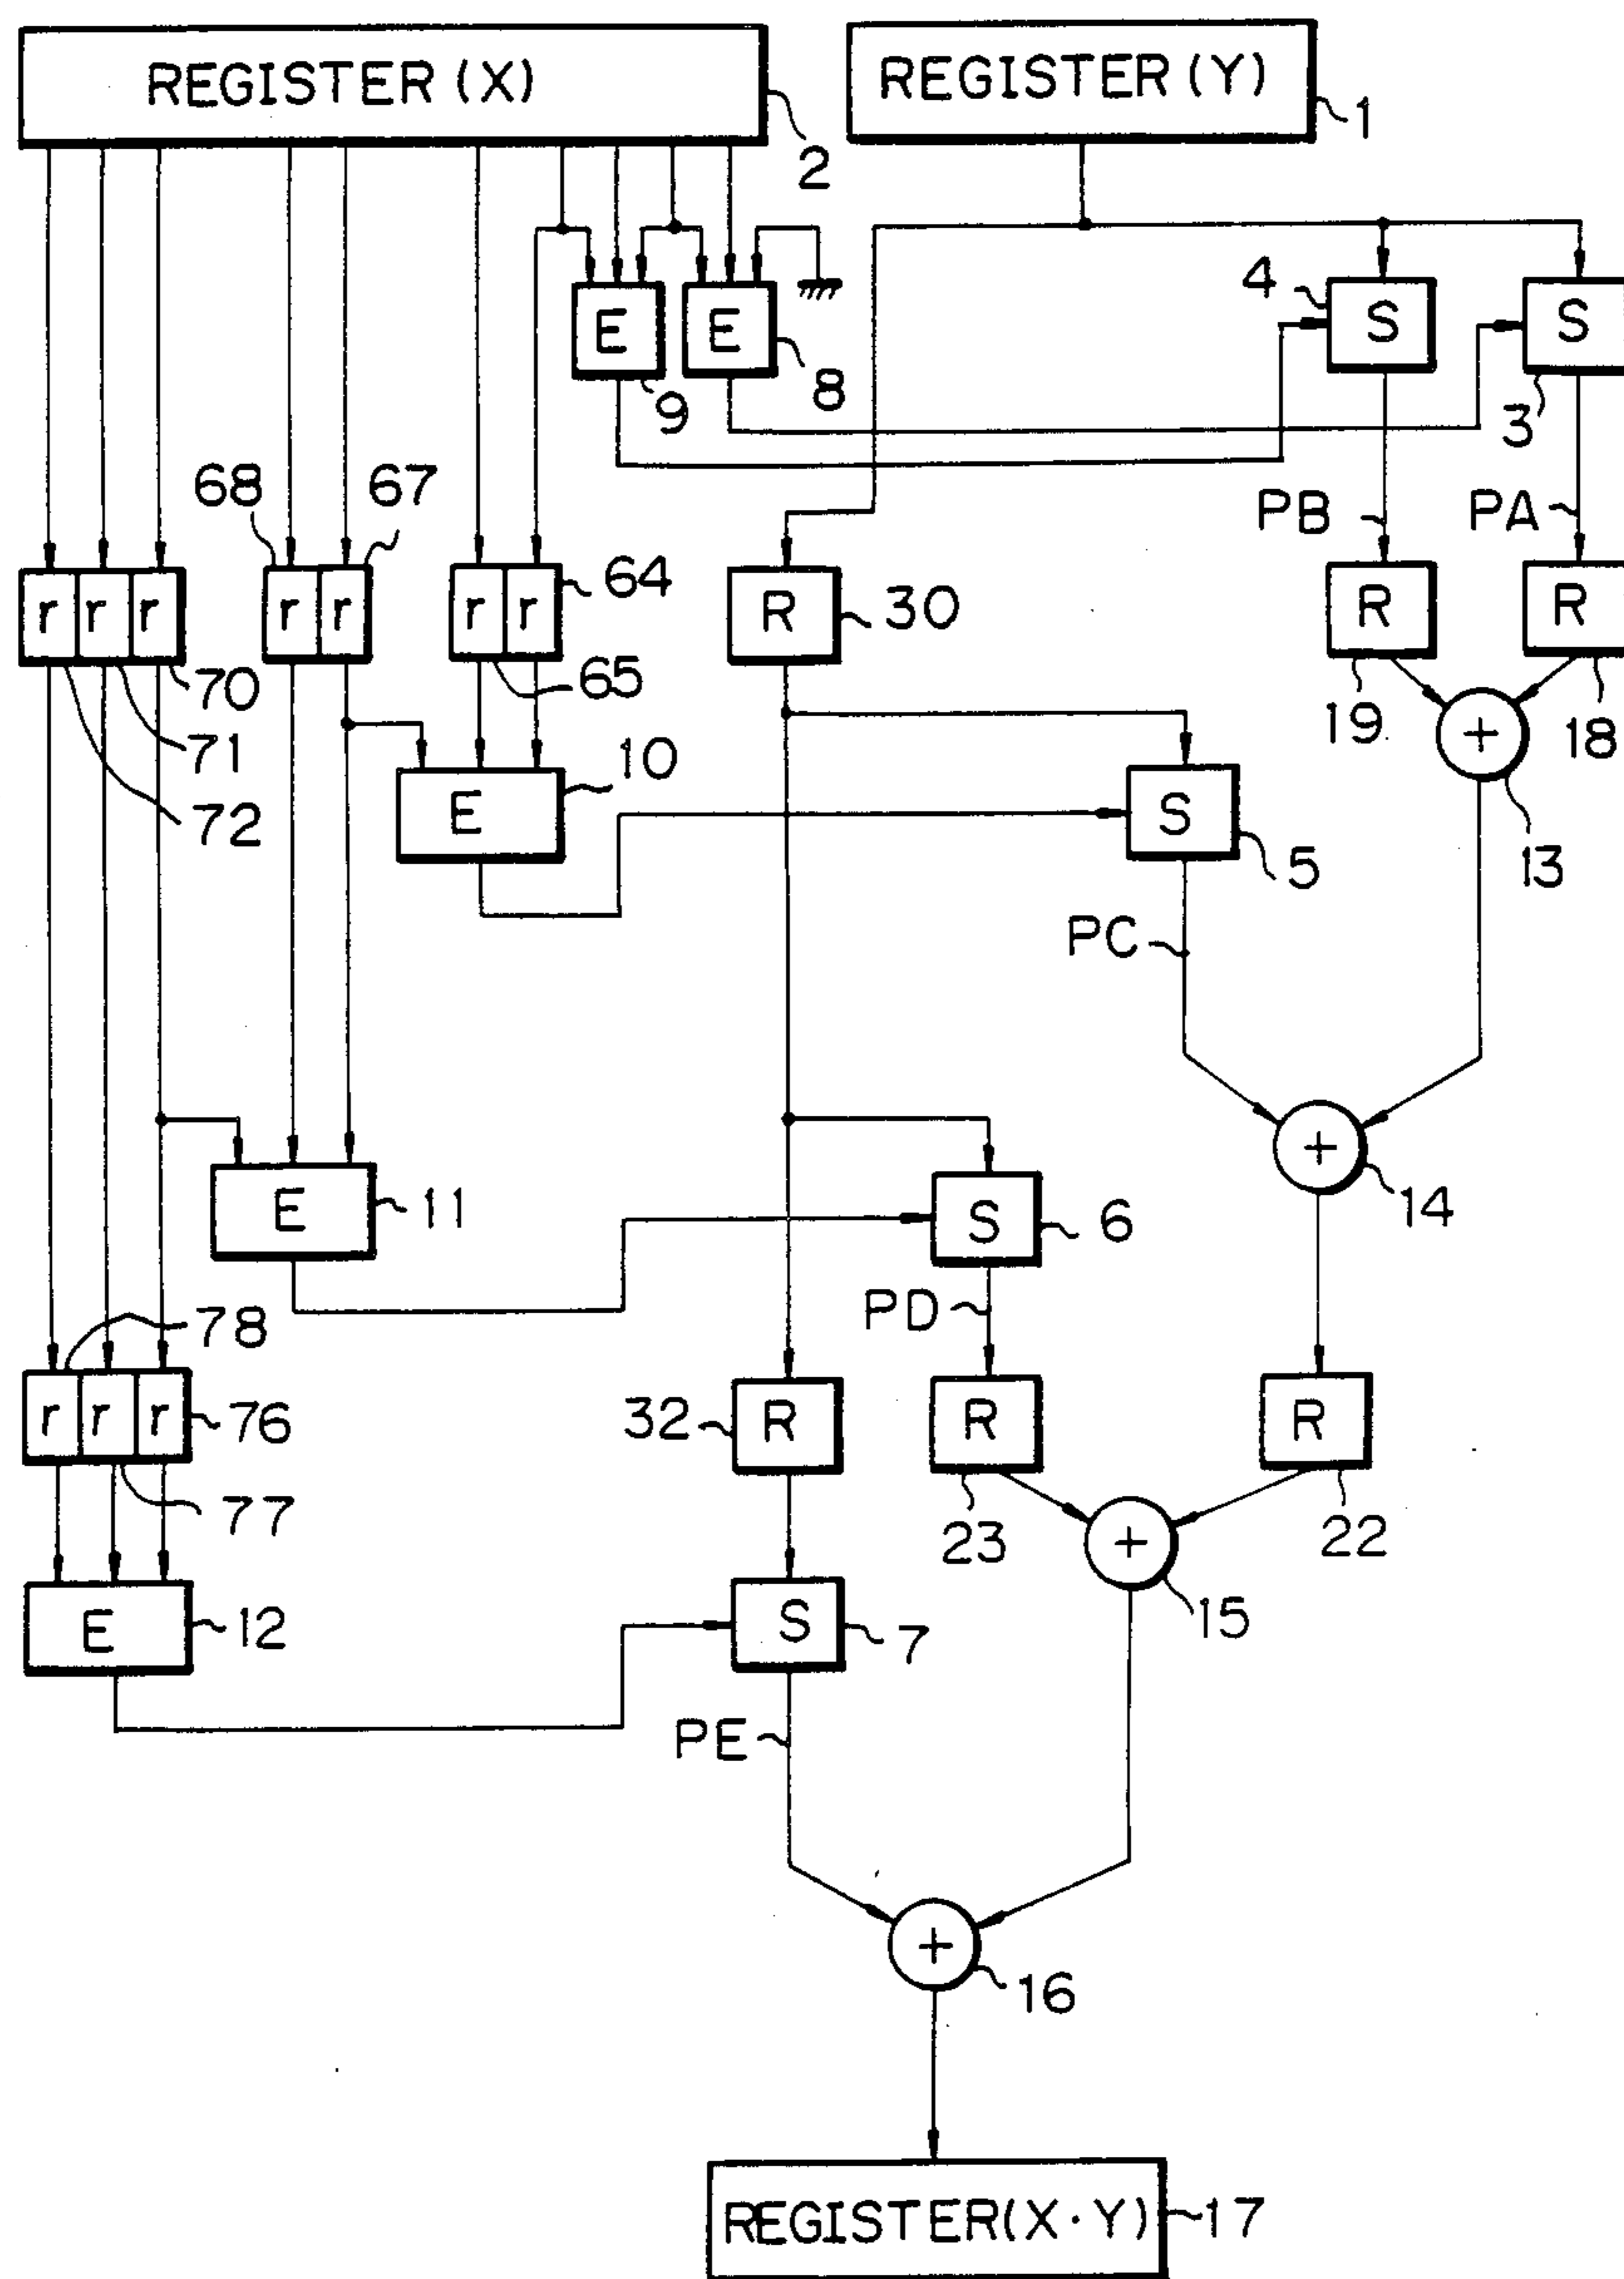 REGISTER (X)
REGISTER (Y)
1
2
4
S
S
E
E
9
8
3
68
67
PB
PA
r r r
r r
r r
64
R
30
R
R
70
65
19
18
71
10
+
72
E
S
5
13
PC
+
14
E
11
S
6
78
PD
r r r
76
32
R
R
R
77
23
22
+
15
E
12
S
7
PE
+
16
REGISTER(X·Y)
17